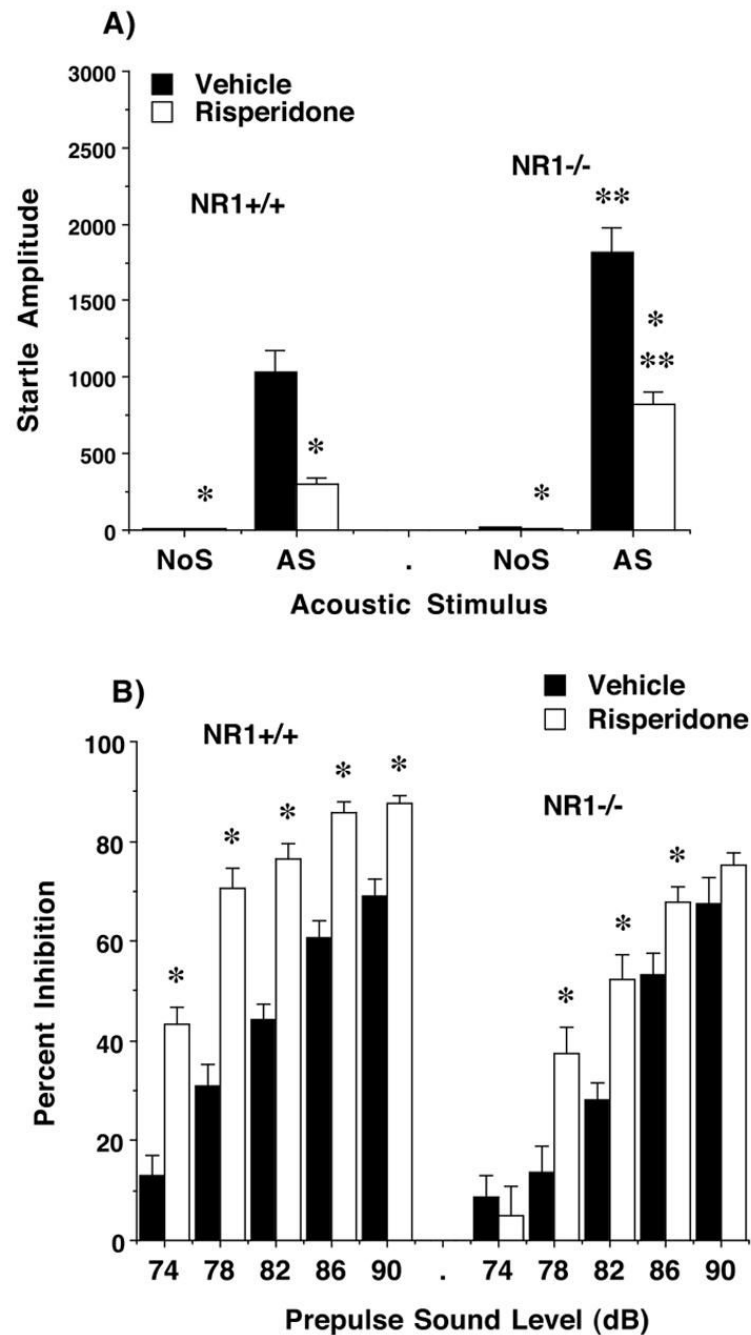 A)
Vehicle
Risperidone
NR1+/+
NR1-/-
**
*
**
*
*
*
3000
2500
2000
1500
1000
500
0
Startle Amplitude
NoS AS . NoS AS
Acoustic Stimulus
B)
Vehicle
Risperidone
NR1+/+
NR1-/-
* * * * *
* * *
100
80
60
40
20
0
Percent Inhibition
74 78 82 86 90 . 74 78 82 86 90
Prepulse Sound Level (dB)